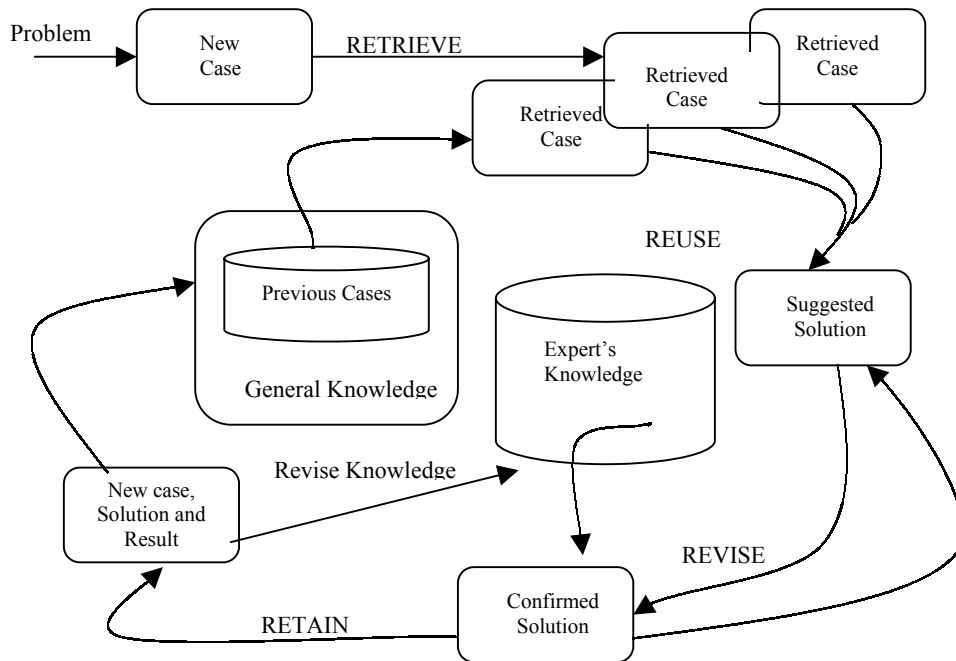 Problem
New
Case
RETRIEVE
Retrieved
Case
Retrieved
Case
Retrieved
Case
REUSE
Previous Cases
General Knowledge
Expert’s
Knowledge
Suggested
Solution
Revise Knowledge
New case,
Solution and
Result
REVISE
Confirmed
Solution
RETAIN